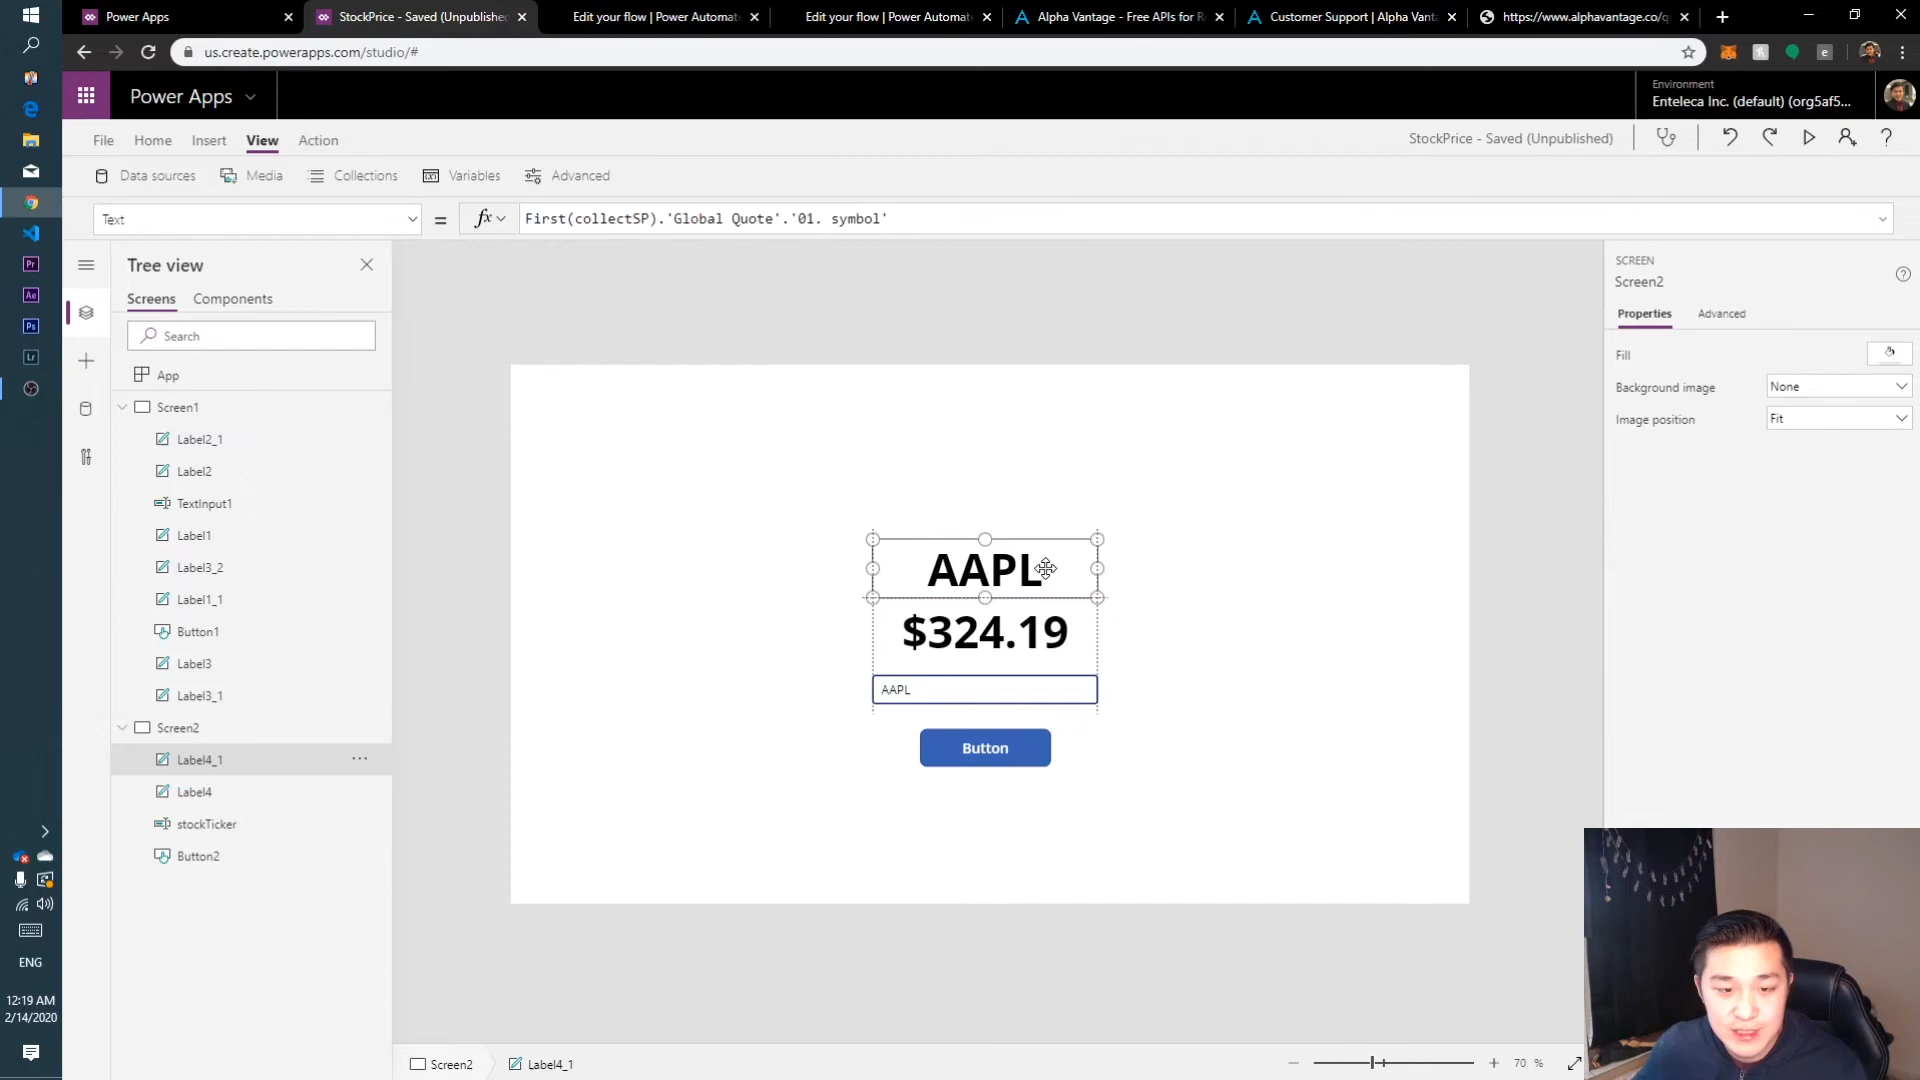 Power Apps
StockPrice - Saved (Unpublished
Edit your flow | Power Automat
Edit your flow | Power Automat
Alpha Vantage - Free APIs for R
Customer Support | Alpha Vant
https://www.alphavantage.co/q
us.create.powerapps.com/studio/#
Power Apps
Environment
Enteleca Inc. (default) (org5af5...
File
Home
Insert
View
Action
StockPrice - Saved (Unpublished)
Data sources
Media
Collections
Variables
Advanced
Text
=
fx
First(collectSP).'Global Quote'.'01. symbol'
Tree view
Screens
Components
Search
App
Screen1
Label2_1
Label2
TextInput1
Label1
Label3_2
Label1_1
Button1
Label3
Label3_1
Screen2
Label4_1
Label4
stockTicker
Button2
AAPL
$324.19
AAPL
Button
SCREEN
Screen2
Properties
Advanced
Fill
Background image
None
Image position
Fit
Pr
Ae
Ps
Lr
ENG
12:19 AM
2/14/2020
Screen2
Label4_1
70 %